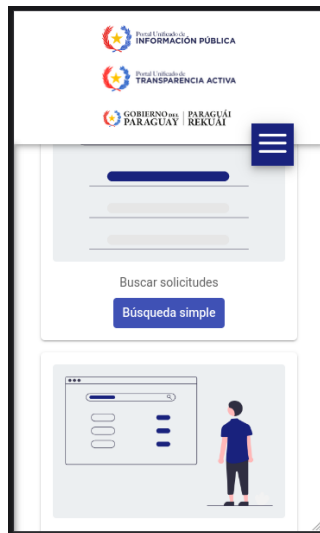 Portal Unificado de
INFORMACIÓN PÚBLICA
Portal Unificado de
TRANSPARENCIA ACTIVA
GOBIERNO DEL PARAGUAY
PARAGUÁI REKUÁI
Buscar solicitudes
Búsqueda simple